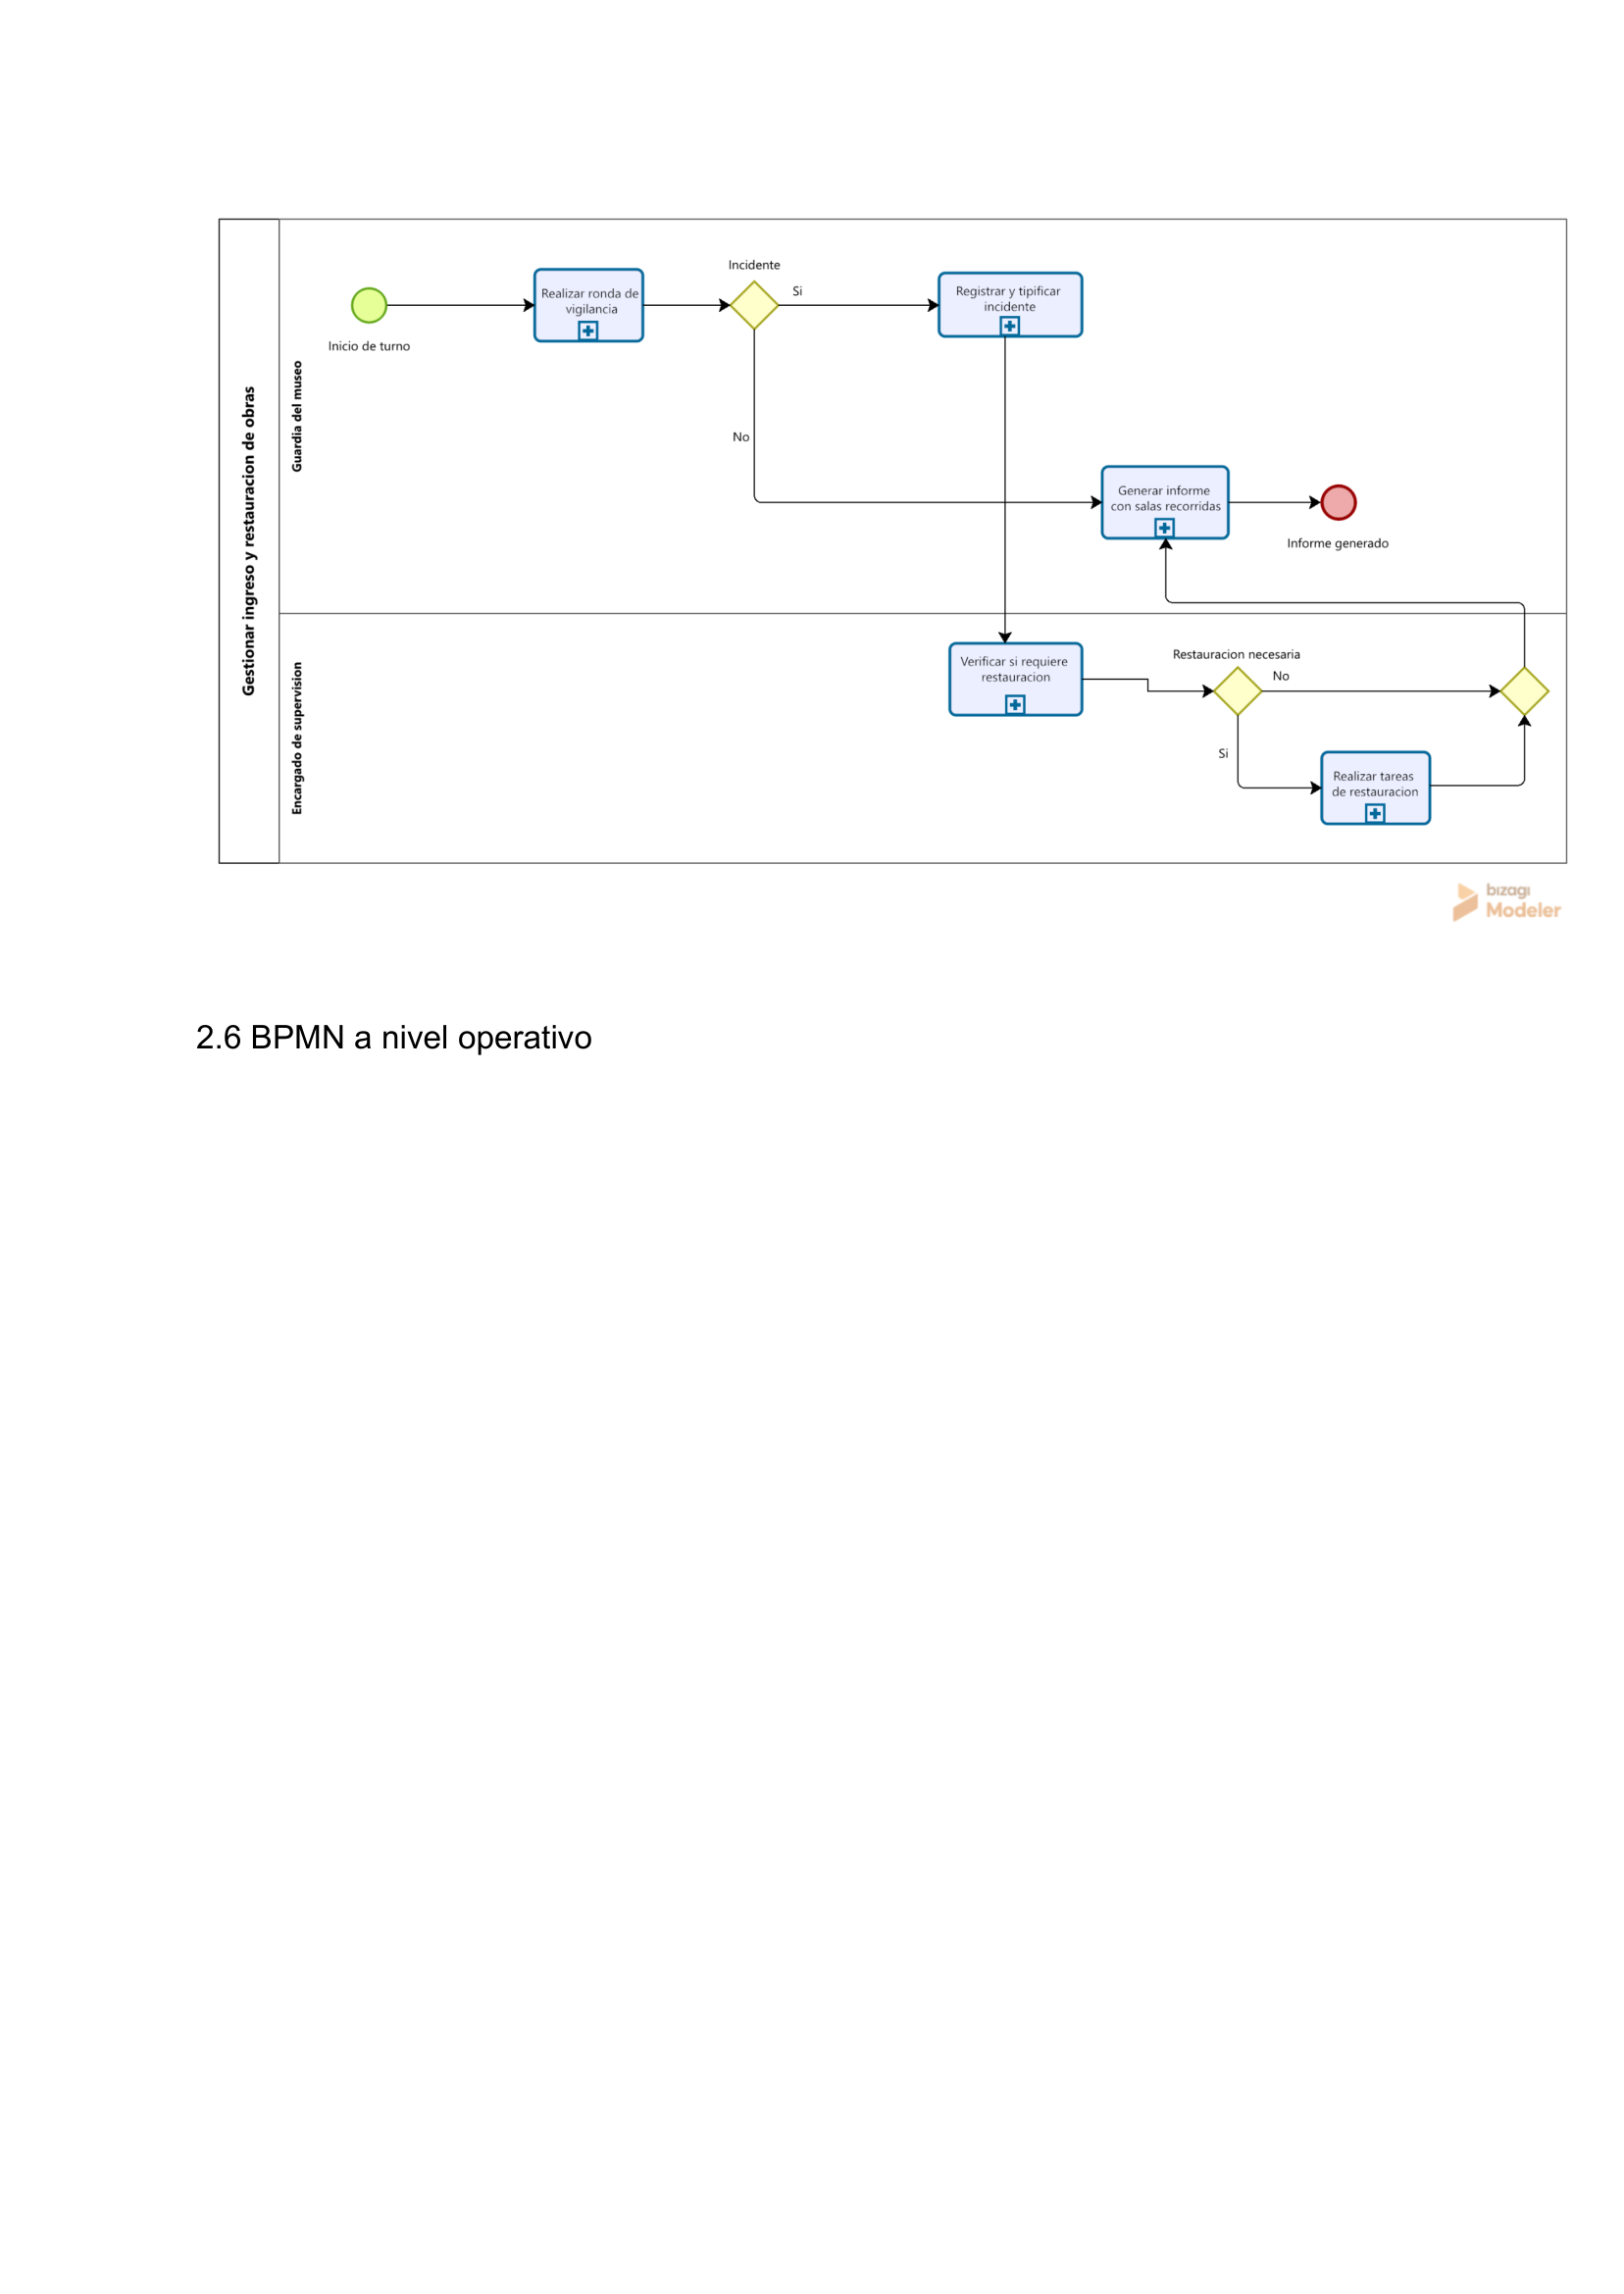 Gestionar ingreso y restauracion de obras
Guardia del museo
Inicio de turno
Realizar ronda de
vigilancia
Incidente
Si
No
Registrar y tipificar
incidente
Generar informe
con salas recorridas
Informe generado
Encargado de supervision
Verificar si requiere
restauracion
Restauracion necesaria
No
Si
Realizar tareas
de restauracion
bizagi
Modeler
2.6 BPMN a nivel operativo